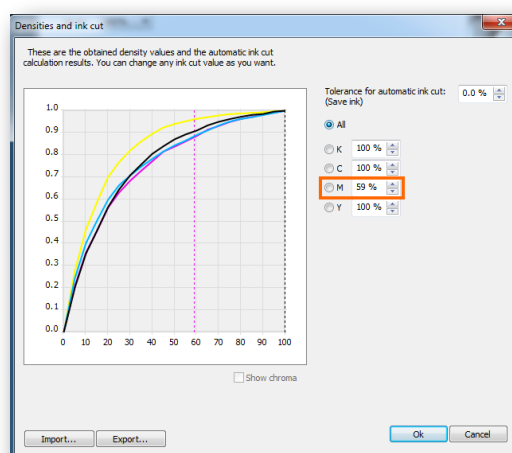 Densities and ink cut
These are the obtained density values and the automatic ink cut
calculation results. You can change any ink cut value as you want.
Tolerance for automatic ink cut: 0.0 %
(Save ink)
All
K 100 %
C 100 %
M 59 %
Y 100 %
1.0
0.9
0.8
0.7
0.6
0.5
0.4
0.3
0.2
0.1
0.0
0 10 20 30 40 50 60 70 80 90 100
Show chroma
Import... Export... Ok Cancel